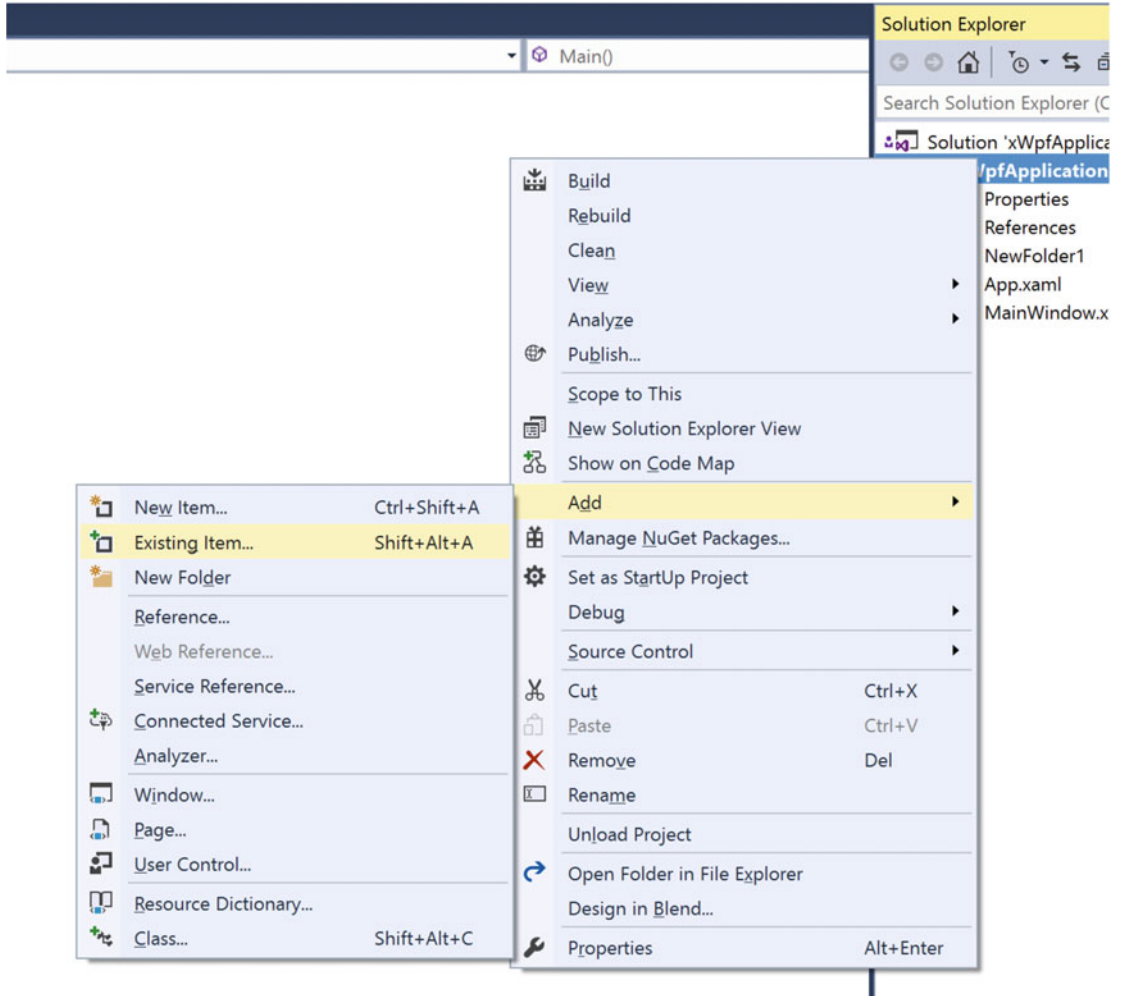 Solution Explorer
Main()
Search Solution Explorer (C
Solution 'xWpfApplica
pfApplication
Properties
References
NewFolder1
App.xaml
MainWindow.x
Build
Rebuild
Clean
View
Analyze
Publish...
Scope to This
New Solution Explorer View
Show on Code Map
Add
Manage NuGet Packages...
Set as StartUp Project
Debug
Source Control
Cut Ctrl+X
Paste Ctrl+V
Remove Del
Rename
Unload Project
Open Folder in File Explorer
Design in Blend...
Properties Alt+Enter
New Item... Ctrl+Shift+A
Existing Item... Shift+Alt+A
New Folder
Reference...
Web Reference...
Service Reference...
Connected Service...
Analyzer...
Window...
Page...
User Control...
Resource Dictionary...
Class... Shift+Alt+C